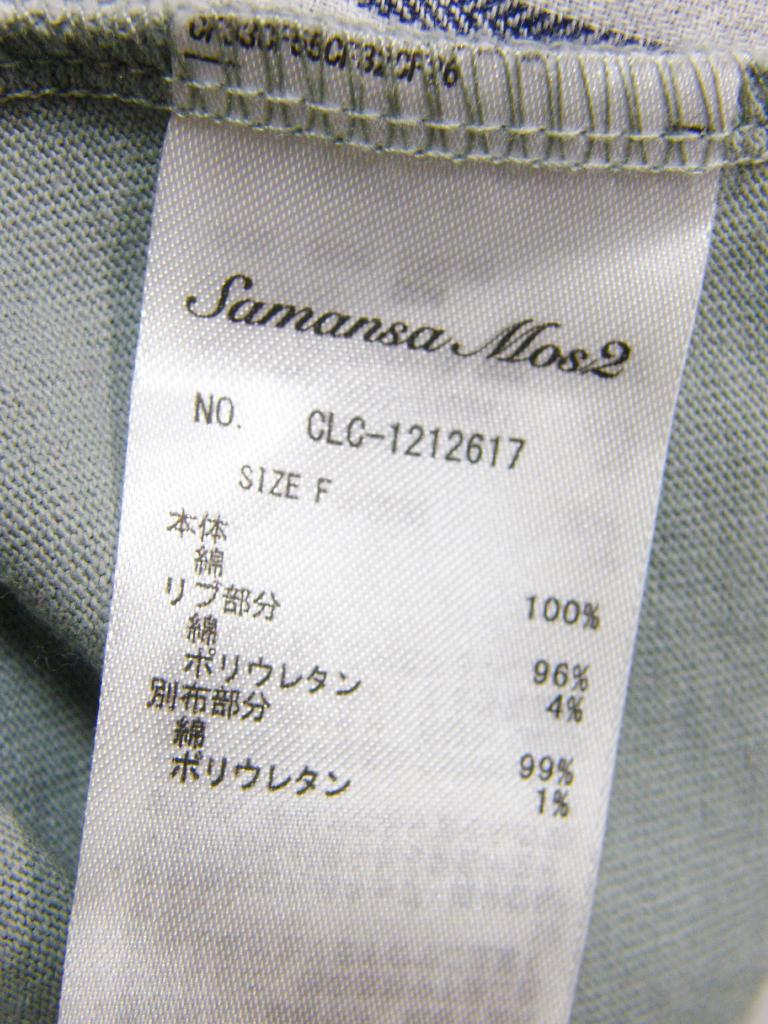 Samansa Mos2
NO. CLC-1212617
SIZE F
本体
綿 100%
リブ部分
綿 96%
ポリウレタン 4%
別布部分
綿 99%
ポリウレタン 1%